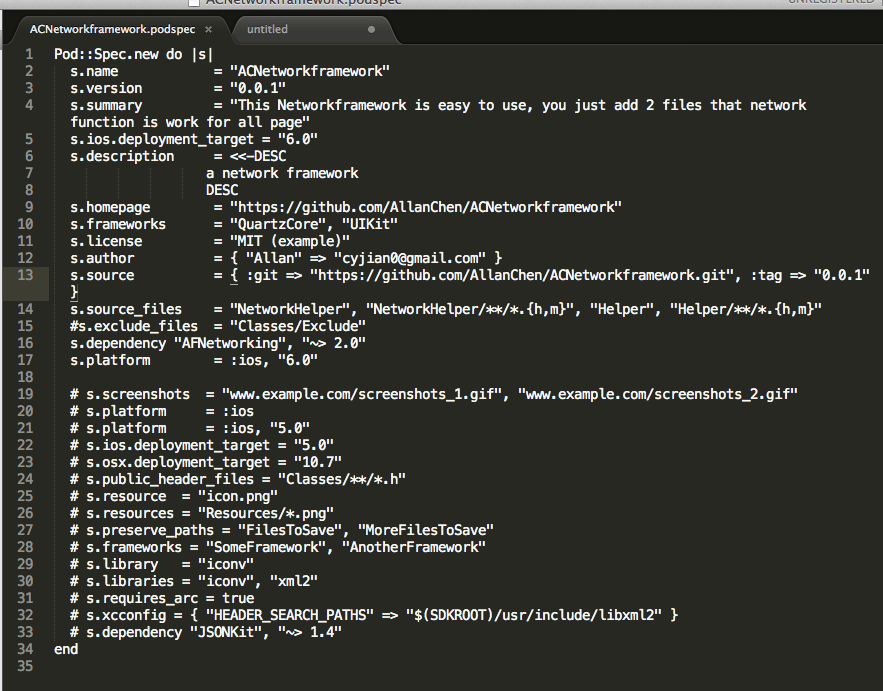 ACNetworkframework.podspec
UNREGISTERED
ACNetworkframework.podspec ×
untitled
1 Pod::Spec.new do |s|
2 s.name = "ACNetworkframework"
3 s.version = "0.0.1"
4 s.summary = "This Networkframework is easy to use, you just add 2 files that network
function is work for all page"
5 s.ios.deployment_target = "6.0"
6 s.description = <<-DESC
7 a network framework
8 DESC
9 s.homepage = "https://github.com/AllanChen/ACNetworkframework"
10 s.frameworks = "QuartzCore", "UIKit"
11 s.license = "MIT (example)"
12 s.author = { "Allan" => "cyjian0@gmail.com" }
13 s.source = { :git => "https://github.com/AllanChen/ACNetworkframework.git", :tag => "0.0.1"
}
14 s.source_files = "NetworkHelper", "NetworkHelper/**/*.{h,m}", "Helper", "Helper/**/*.{h,m}"
15 #s.exclude_files = "Classes/Exclude"
16 s.dependency "AFNetworking", "~> 2.0"
17 s.platform = :ios, "6.0"
18
19 # s.screenshots = "www.example.com/screenshots_1.gif", "www.example.com/screenshots_2.gif"
20 # s.platform = :ios
21 # s.platform = :ios, "5.0"
22 # s.ios.deployment_target = "5.0"
23 # s.osx.deployment_target = "10.7"
24 # s.public_header_files = "Classes/**/*.h"
25 # s.resource = "icon.png"
26 # s.resources = "Resources/*.png"
27 # s.preserve_paths = "FilesToSave", "MoreFilesToSave"
28 # s.frameworks = "SomeFramework", "AnotherFramework"
29 # s.library = "iconv"
30 # s.libraries = "iconv", "xml2"
31 # s.requires_arc = true
32 # s.xcconfig = { "HEADER_SEARCH_PATHS" => "$(SDKROOT)/usr/include/libxml2" }
33 # s.dependency "JSONKit", "~> 1.4"
34 end
35